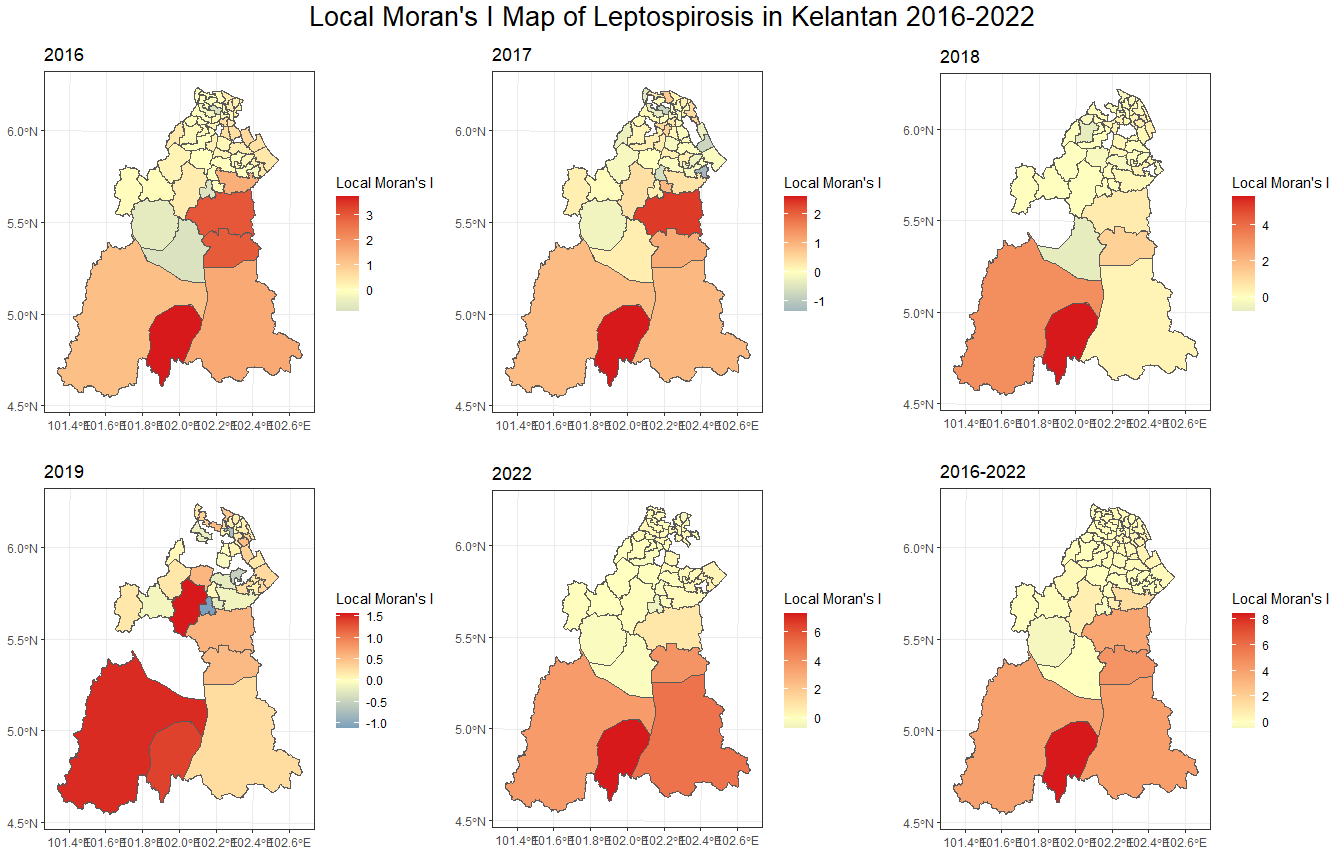 Local Moran's I Map of Leptospirosis in Kelantan 2016-2022
2016
6.0°N
5.5°N
5.0°N
4.5°N
101.4°E 101.6°E 101.8°E 102.0°E 102.2°E 102.4°E 102.6°E
Local Moran's I
3
2
1
0
2017
6.0°N
5.5°N
5.0°N
4.5°N
101.4°E 101.6°E 101.8°E 102.0°E 102.2°E 102.4°E 102.6°E
Local Moran's I
2
1
0
-1
2018
6.0°N
5.5°N
5.0°N
4.5°N
101.4°E 101.6°E 101.8°E 102.0°E 102.2°E 102.4°E 102.6°E
Local Moran's I
4
2
0
2019
6.0°N
5.5°N
5.0°N
4.5°N
101.4°E 101.6°E 101.8°E 102.0°E 102.2°E 102.4°E 102.6°E
Local Moran's I
1.5
1.0
0.5
0.0
-0.5
-1.0
2022
6.0°N
5.5°N
5.0°N
4.5°N
101.4°E 101.6°E 101.8°E 102.0°E 102.2°E 102.4°E 102.6°E
Local Moran's I
6
4
2
0
2016-2022
6.0°N
5.5°N
5.0°N
4.5°N
101.4°E 101.6°E 101.8°E 102.0°E 102.2°E 102.4°E 102.6°E
Local Moran's I
8
6
4
2
0